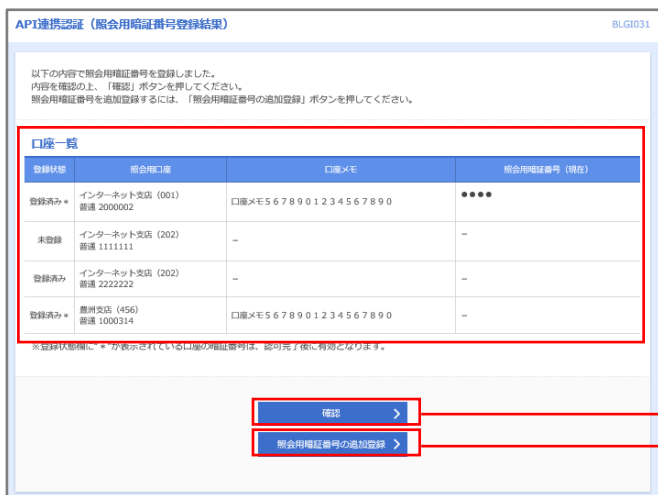 API連携認証（照会用暗証番号登録結果）
BLGI031
以下の内容で照会用暗証番号を登録しました。
内容を確認の上、「確認」ボタンを押してください。
照会用暗証番号を追加登録するには、「照会用暗証番号の追加登録」ボタンを押してください。
口座一覧
登録状態 照会用口座 口座メモ 照会用暗証番号（現在）
登録済み＊ インターネット支店（001） 口座メモ５６７８９０１２３４５６７８９０ ●●●●
普通 2000002
未登録 インターネット支店（202） － －
普通 1111111
登録済み インターネット支店（202） － －
普通 2222222
登録済み＊ 豊洲支店（456） 口座メモ５６７８９０１２３４５６７８９０ －
普通 1000314
※登録状態欄に"＊"が表示されている口座の暗証番号は、認可完了後に有効となります。
確認
照会用暗証番号の追加登録